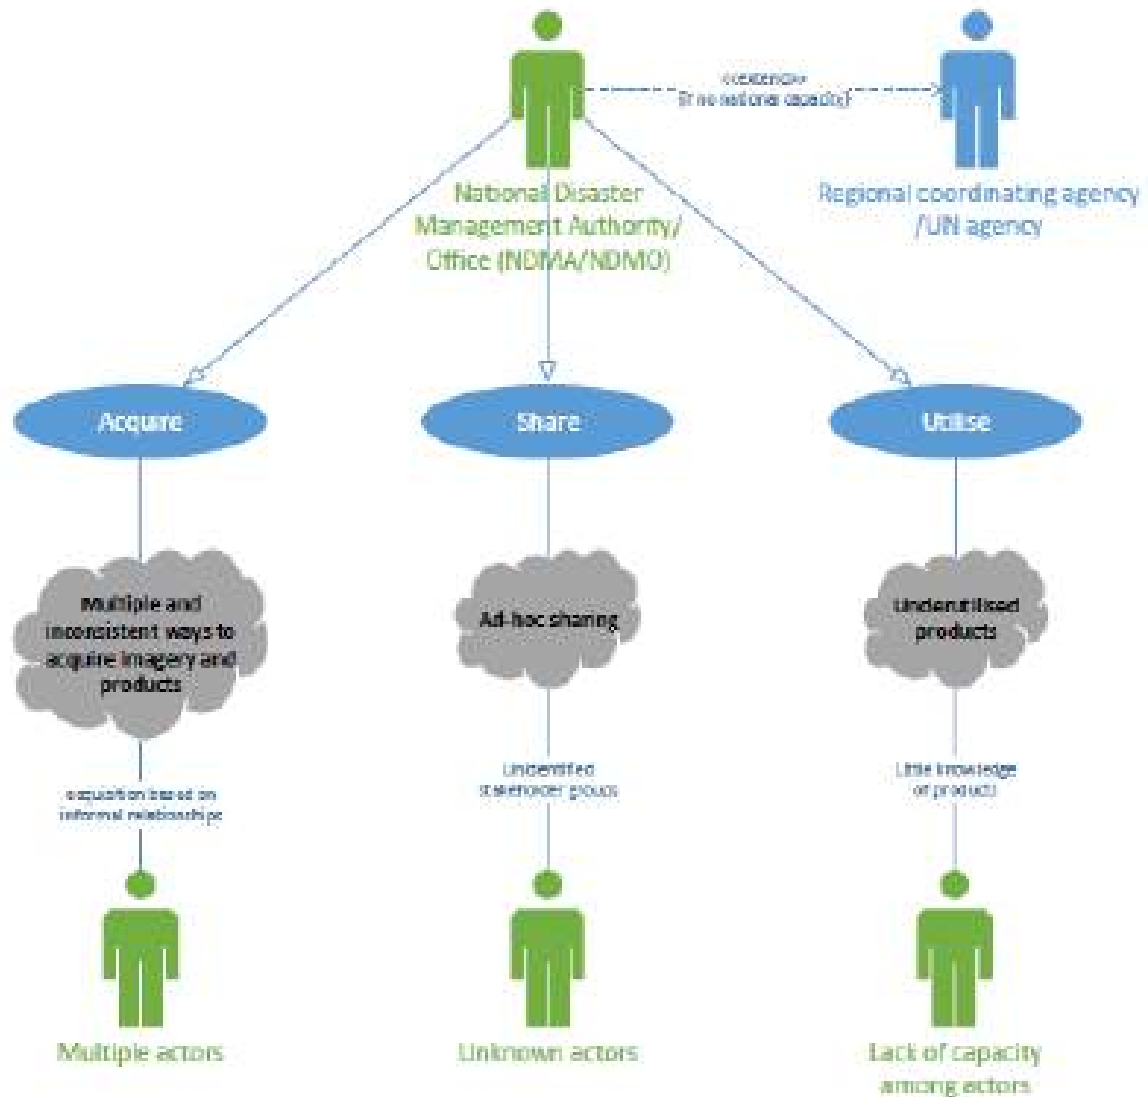 <<extends>>
{if no national capacity}
National Disaster
Management Authority/
Office (NDMA/NDMO)
Regional coordinating agency
/UN agency
Acquire
Share
Utilise
Multiple and
inconsistent ways to
acquire imagery and
products
Ad-hoc sharing
Underutilised
products
acquisition based on
informal relationships
Unidentified
stakeholder groups
Little knowledge
of products
Multiple actors
Unknown actors
Lack of capacity
among actors